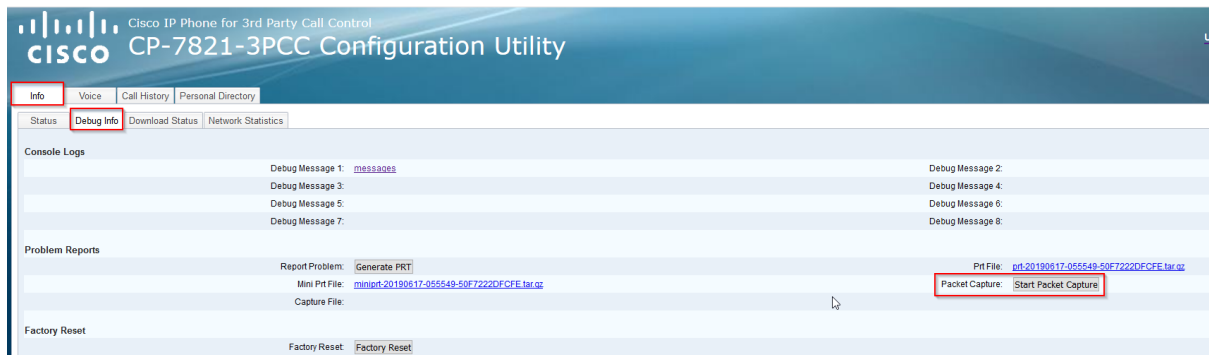 Cisco IP Phone for 3rd Party Call Control
CISCO CP-7821-3PCC Configuration Utility
Info Voice Call History Personal Directory
Status Debug Info Download Status Network Statistics
Console Logs
Debug Message 1: messages Debug Message 2:
Debug Message 3: Debug Message 4:
Debug Message 5: Debug Message 6:
Debug Message 7: Debug Message 8:
Problem Reports
Report Problem: Generate PRT Prt File: prt-20190617-055549-50F7222DFCFE.tar.gz
Mini Prt File: miniprt-20190617-055549-50F7222DFCFE.tar.gz Packet Capture: Start Packet Capture
Capture File:
Factory Reset
Factory Reset: Factory Reset